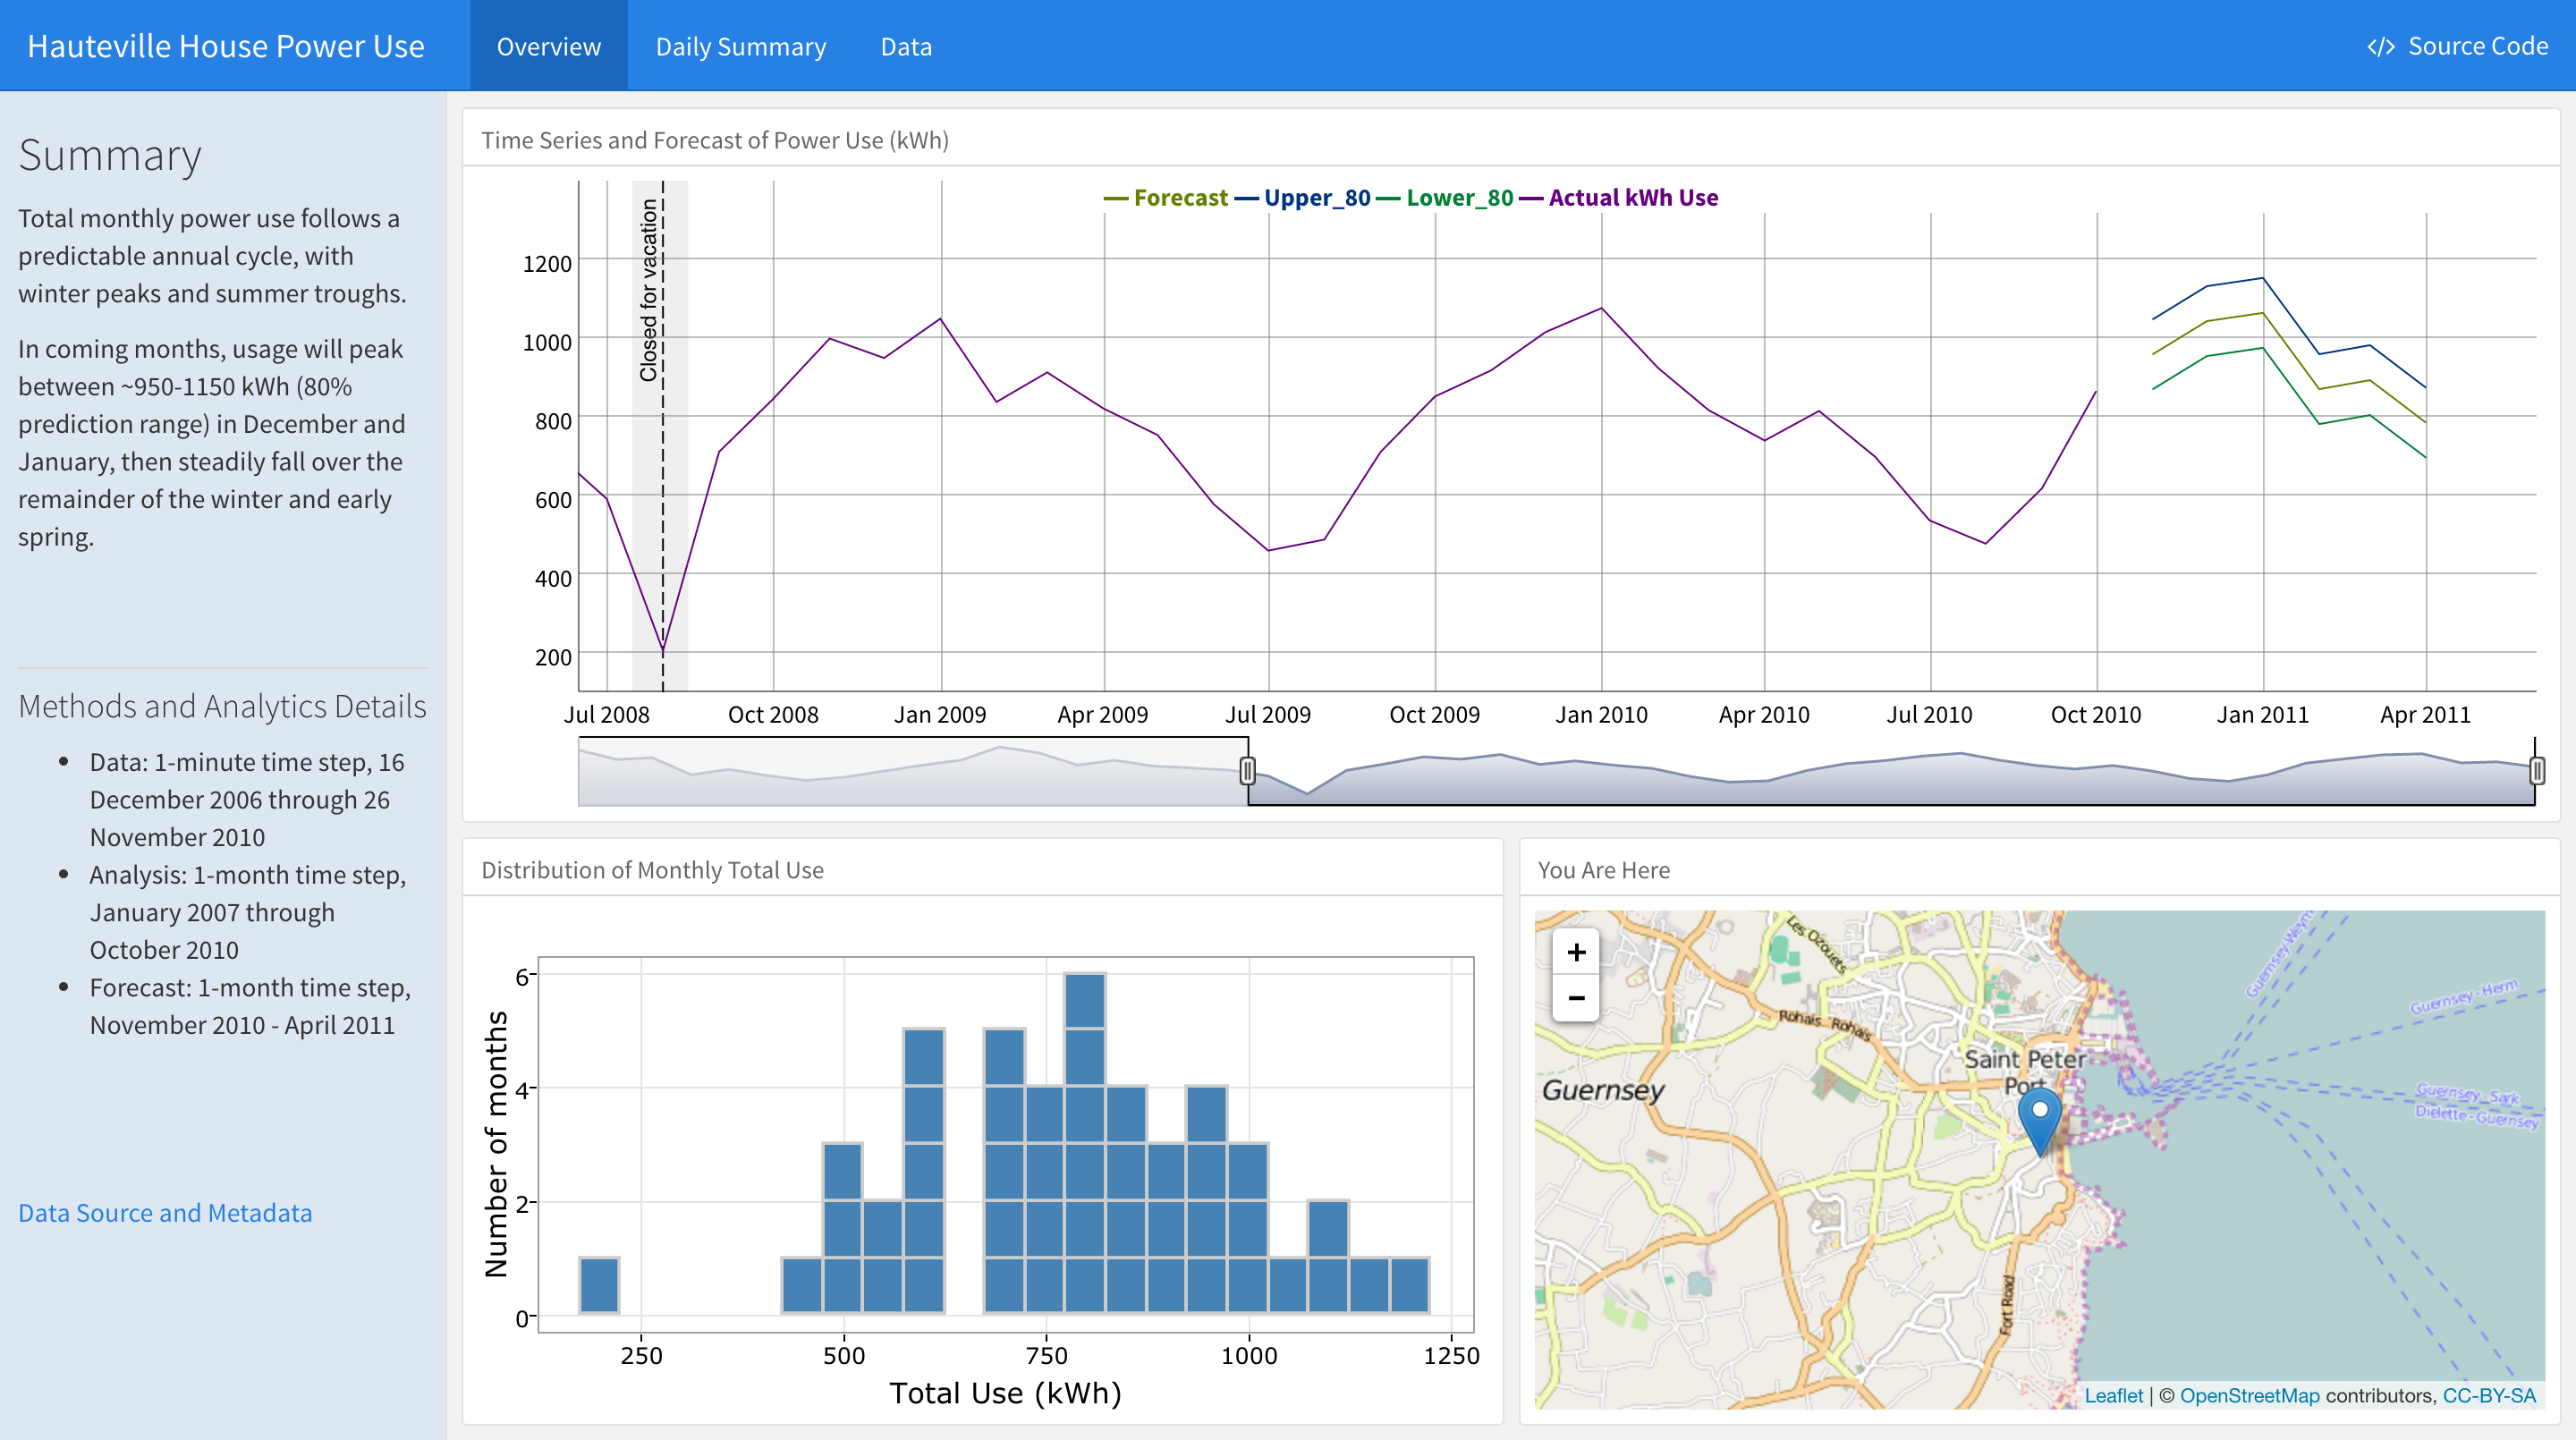 Hauteville House Power Use
Overview
Daily Summary
Data
</> Source Code
Summary
Total monthly power use follows a
predictable annual cycle, with
winter peaks and summer troughs.
In coming months, usage will peak
between ~950-1150 kWh (80%
prediction range) in December and
January, then steadily fall over the
remainder of the winter and early
spring.
Methods and Analytics Details
• Data: 1-minute time step, 16
December 2006 through 26
November 2010
• Analysis: 1-month time step,
January 2007 through
October 2010
• Forecast: 1-month time step,
November 2010 - April 2011
Data Source and Metadata
Time Series and Forecast of Power Use (kWh)
Forecast Upper_80 Lower_80 Actual kWh Use
Closed for vacation
1200
1000
800
600
400
200
Jul 2008 Oct 2008 Jan 2009 Apr 2009 Jul 2009 Oct 2009 Jan 2010 Apr 2010 Jul 2010 Oct 2010 Jan 2011 Apr 2011
Distribution of Monthly Total Use
Number of months
6
4
2
0
250 500 750 1000 1250
Total Use (kWh)
You Are Here
+
−
Les Ozouets
Rohais Rohais
Saint Peter
Port
Guernsey
Fort Road
Guernsey - Herm
Guernsey - Sark
Dielette - Guernsey
Leaflet | © OpenStreetMap contributors, CC-BY-SA